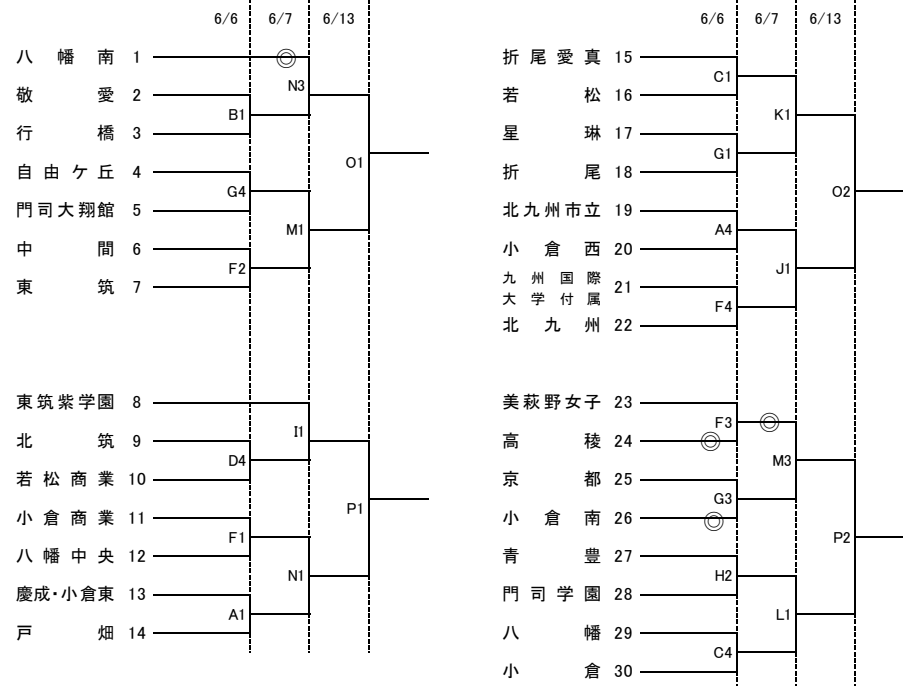 6/6 6/7 6/13
八幡南 1
◎
N3
敬愛 2
B1
行橋 3
O1
自由ケ丘 4
G4
門司大翔館 5
M1
中間 6
F2
東筑 7
東筑紫学園 8
I1
北筑 9
D4
若松商業 10
P1
小倉商業 11
F1
八幡中央 12
N1
慶成・小倉東 13
A1
戸畑 14
6/6 6/7 6/13
折尾愛真 15
C1
若松 16
K1
星琳 17
G1
折尾 18
O2
北九州市立 19
A4
小倉西 20
J1
九州国際
大学付属 21
F4
北九州 22
美萩野女子 23
F3 ◎
高稜 24 ◎
M3
京都 25
G3
小倉南 26 ◎
P2
青豊 27
H2
門司学園 28
L1
八幡 29
C4
小倉 30